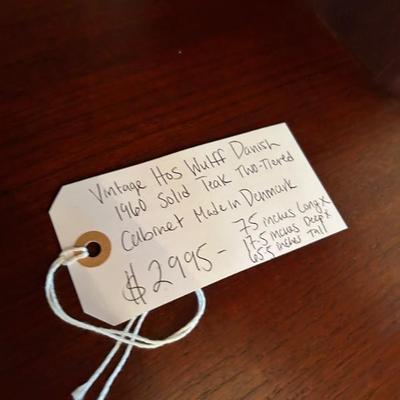 Vintage Hos Wulff Danish
1960 Solid Teak Two-Tiered
Cabinet Made in Denmark
$2995-
75 inches Long x
17.5 inches Deep x
65.5 inches Tall